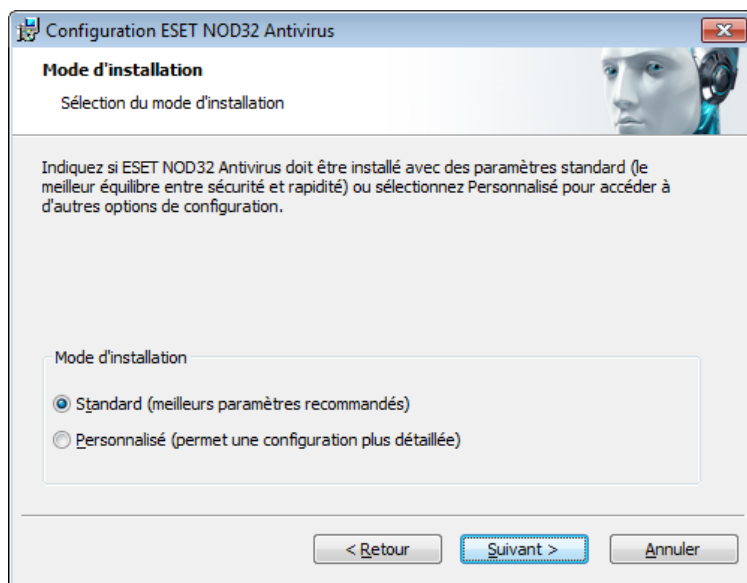 Configuration ESET NOD32 Antivirus
Mode d'installation
Sélection du mode d'installation
Indiquez si ESET NOD32 Antivirus doit être installé avec des paramètres standard (le
meilleur équilibre entre sécurité et rapidité) ou sélectionnez Personnalisé pour accéder à
d'autres options de configuration.
Mode d'installation
Standard (meilleurs paramètres recommandés)
Personnalisé (permet une configuration plus détaillée)
< Retour
Suivant >
Annuler